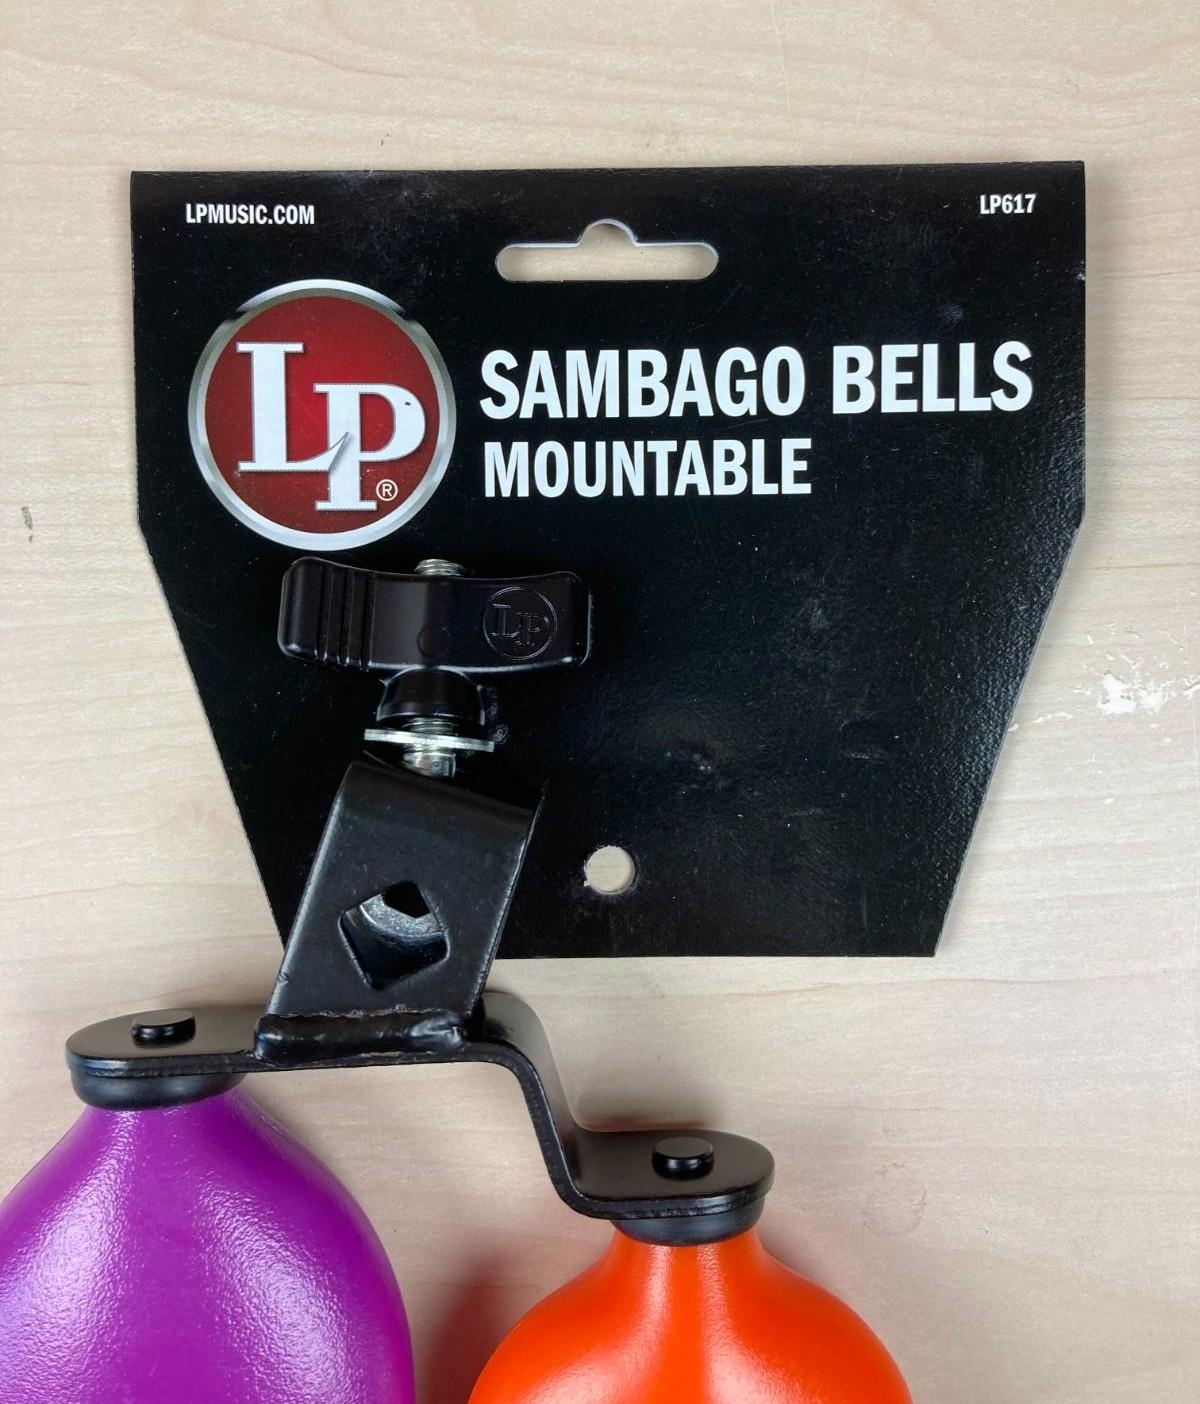 LPMUSIC.COM
LP617
LP®
SAMBAGO BELLS
MOUNTABLE
LP